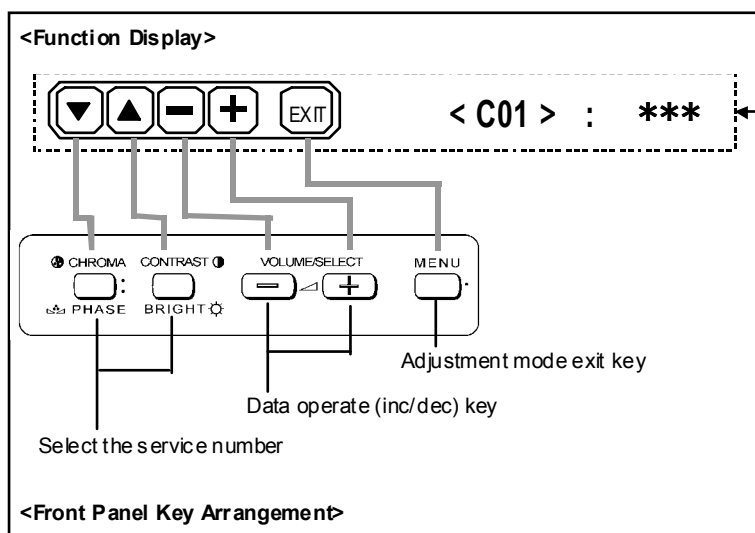 <Function Display>
EXIT < C01 > : ***
CHROMA CONTRAST VOLUME/SELECT MENU
PHASE BRIGHT
Adjustment mode exit key
Data operate (inc/dec) key
Select the service number
<Front Panel Key Arrangement>